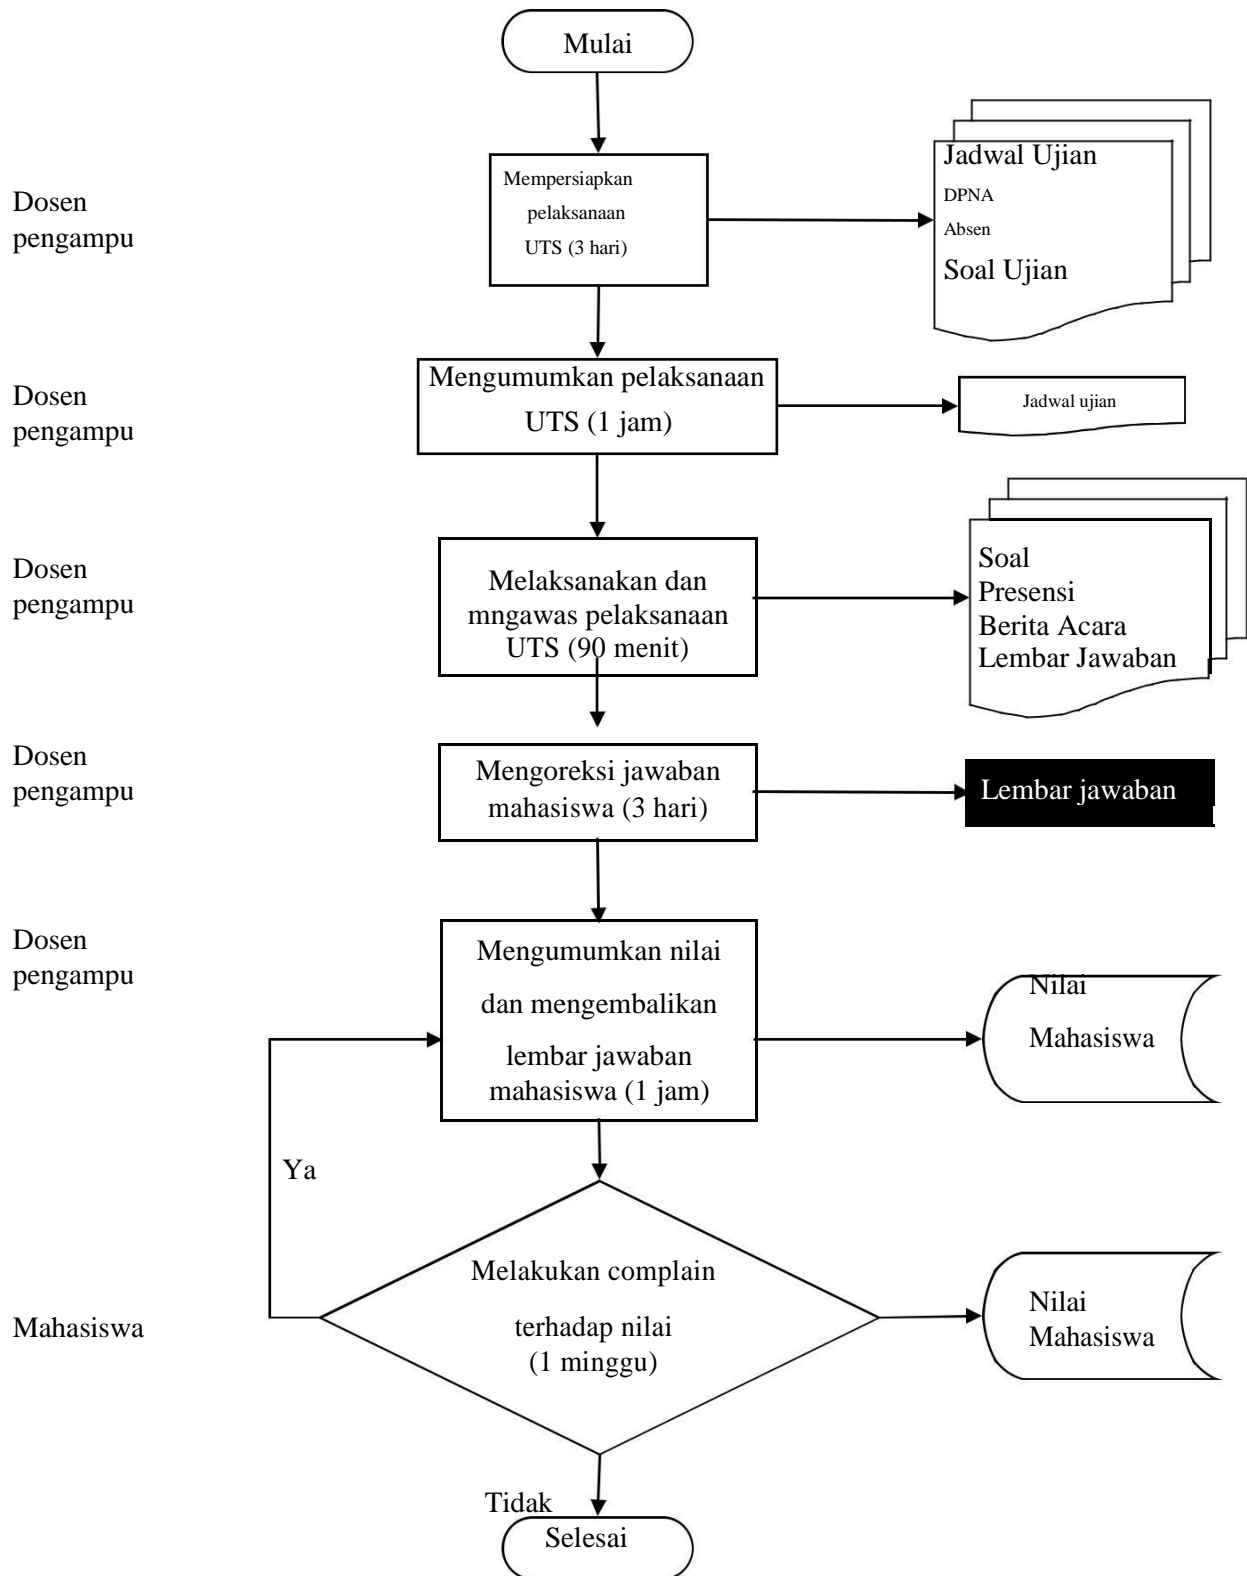 Mulai
Dosen
pengampu
Mempersiapkan
pelaksanaan
UTS (3 hari)
Jadwal Ujian
DPNA
Absen
Soal Ujian
Dosen
pengampu
Mengumumkan pelaksanaan
UTS (1 jam)
Jadwal ujian
Dosen
pengampu
Melaksanakan dan
mngawas pelaksanaan
UTS (90 menit)
Soal
Presensi
Berita Acara
Lembar Jawaban
Dosen
pengampu
Mengoreksi jawaban
mahasiswa (3 hari)
Lembar jawaban
Dosen
pengampu
Mengumumkan nilai
dan mengembalikan
lembar jawaban
mahasiswa (1 jam)
Nilai
Mahasiswa
Ya
Mahasiswa
Melakukan complain
terhadap nilai
(1 minggu)
Nilai
Mahasiswa
Tidak
Selesai